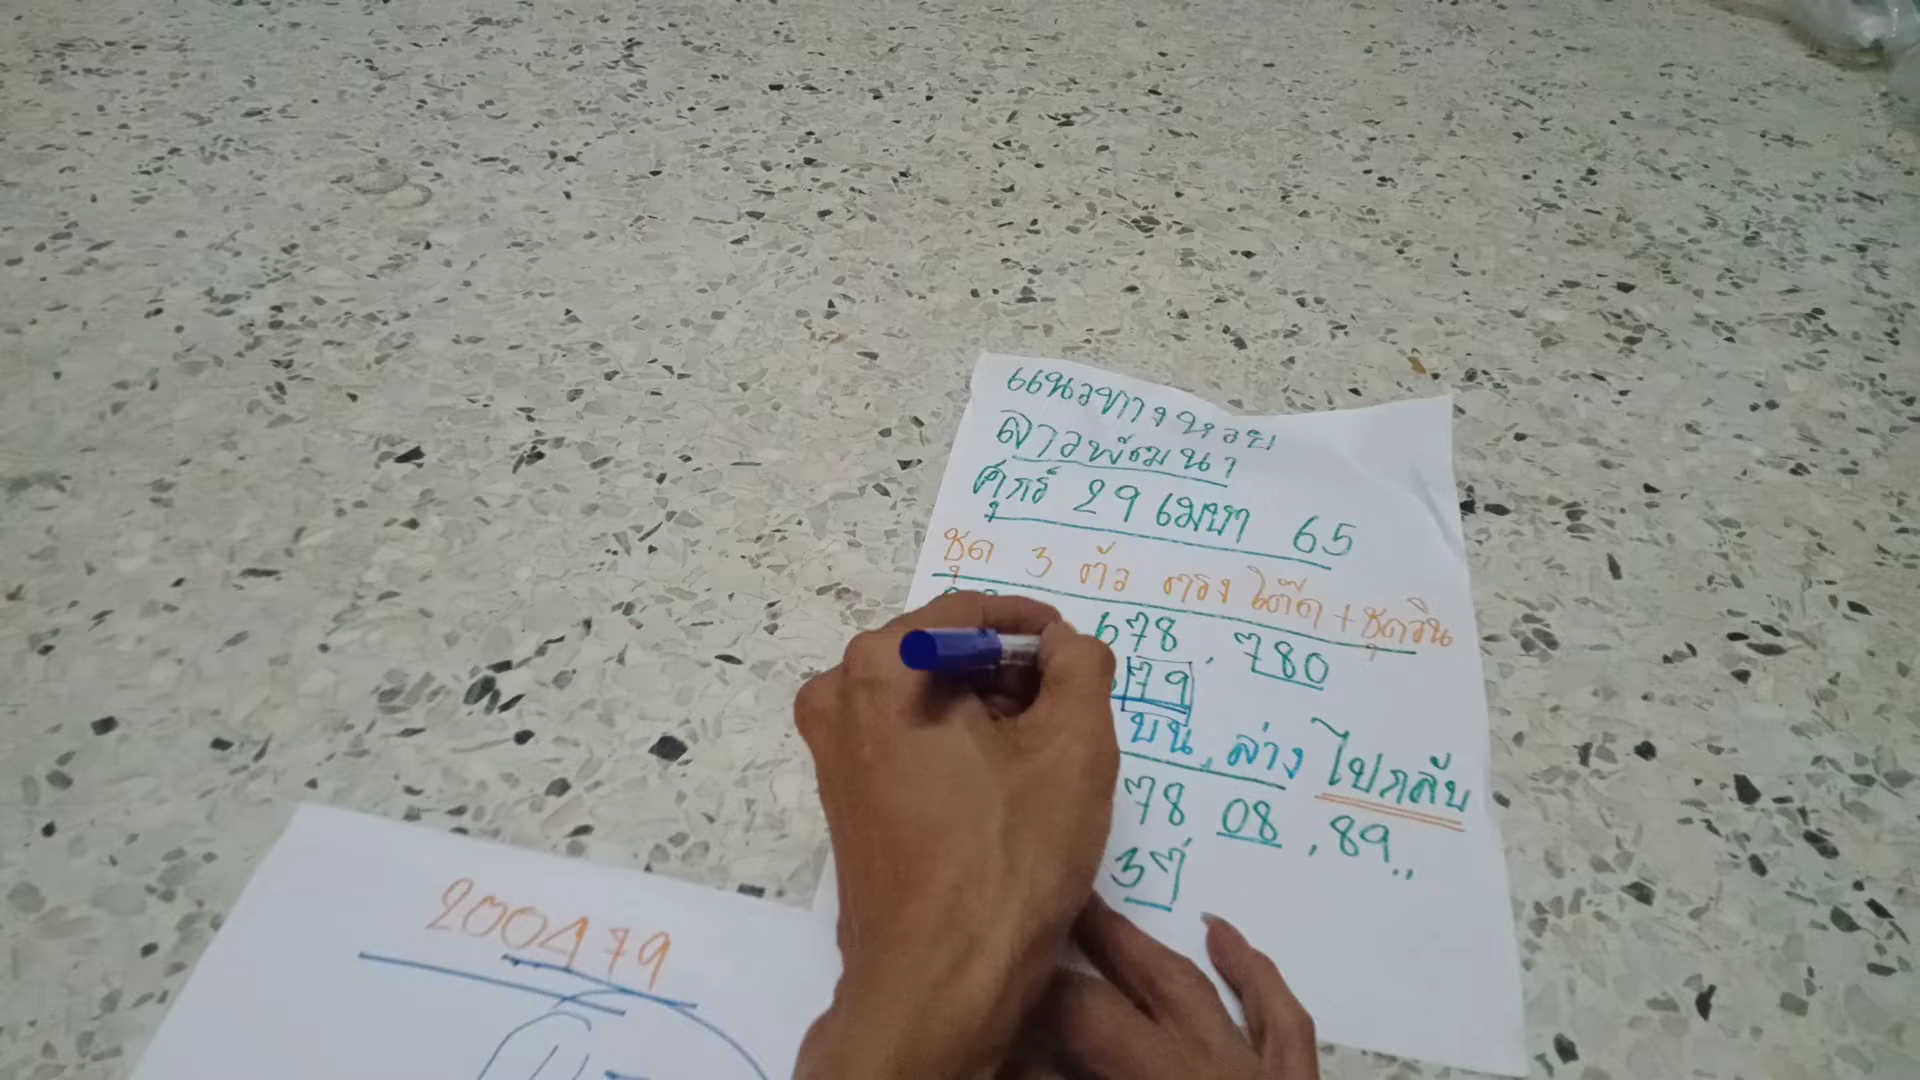 แนวทางหวย
ลาวพัฒนา
ศุกร์ 29 เมษา 65
ชุด 3 ตัว ตรง โต๊ด + ชุดวิน
678, 780
79
บน, ล่าง ไปกลับ
78 08, 89..
37
200479